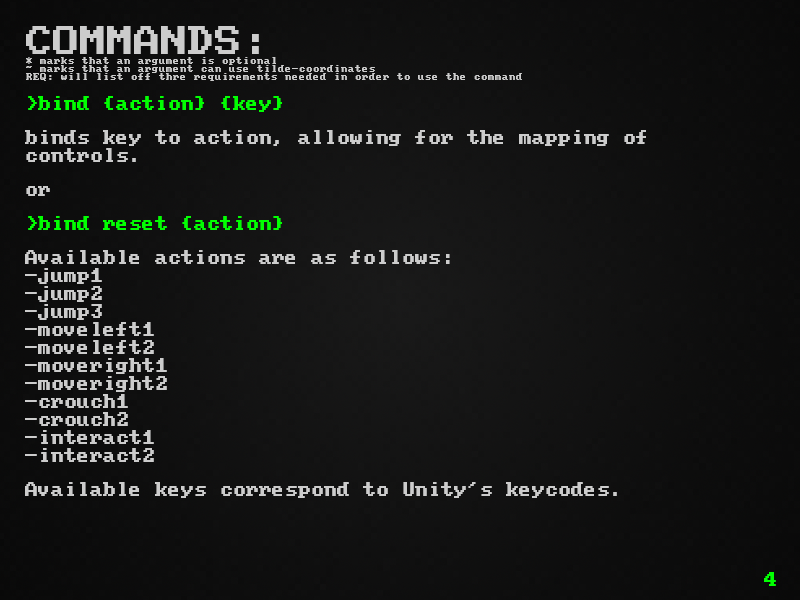 COMMANDS:
* marks that an argument is optional
~ marks that an argument can use tilde-coordinates
REQ: will list off thre requirements needed in order to use the command
>bind {action} {key}
binds key to action, allowing for the mapping of
controls.
or
>bind reset {action}
Available actions are as follows:
-jump1
-jump2
-jump3
-moveleft1
-moveleft2
-moveright1
-moveright2
-crouch1
-crouch2
-interact1
-interact2
Available keys correspond to Unity's keycodes.
4